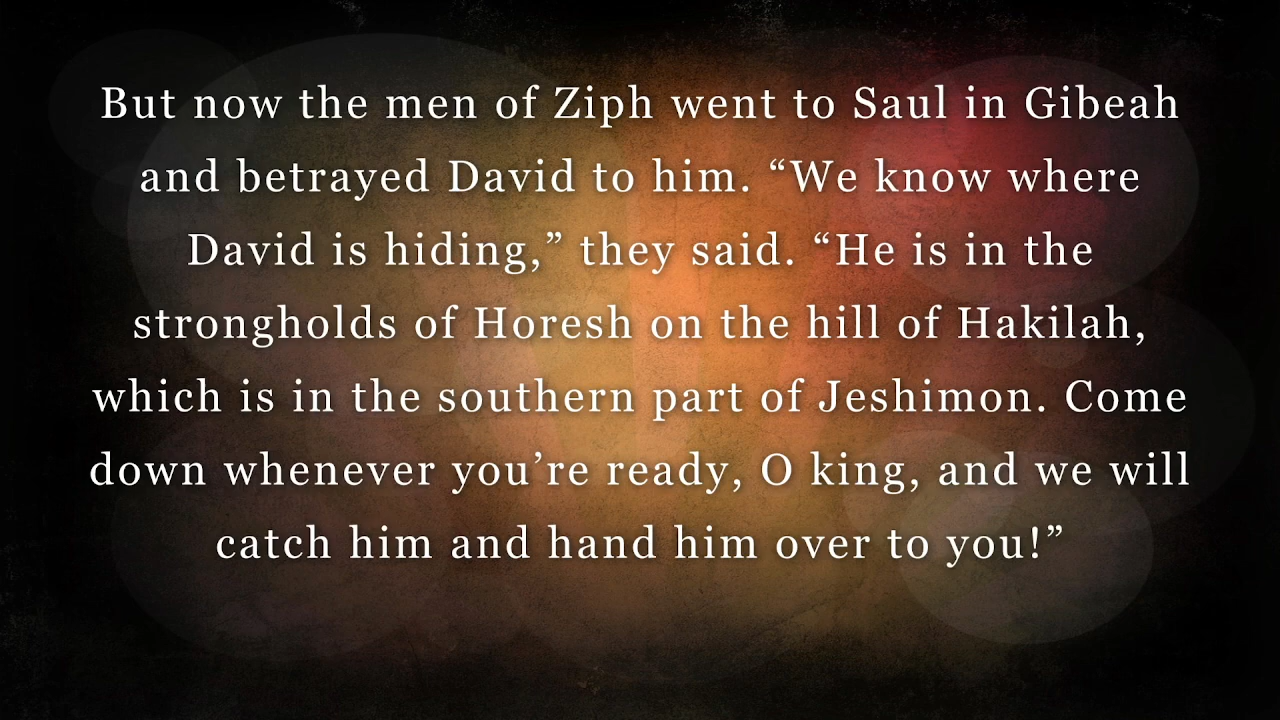 But now the men of Ziph went to Saul in Gibeah
and betrayed David to him. “We know where
David is hiding,” they said. “He is in the
strongholds of Horesh on the hill of Hakilah,
which is in the southern part of Jeshimon. Come
down whenever you’re ready, O king, and we will
catch him and hand him over to you!”